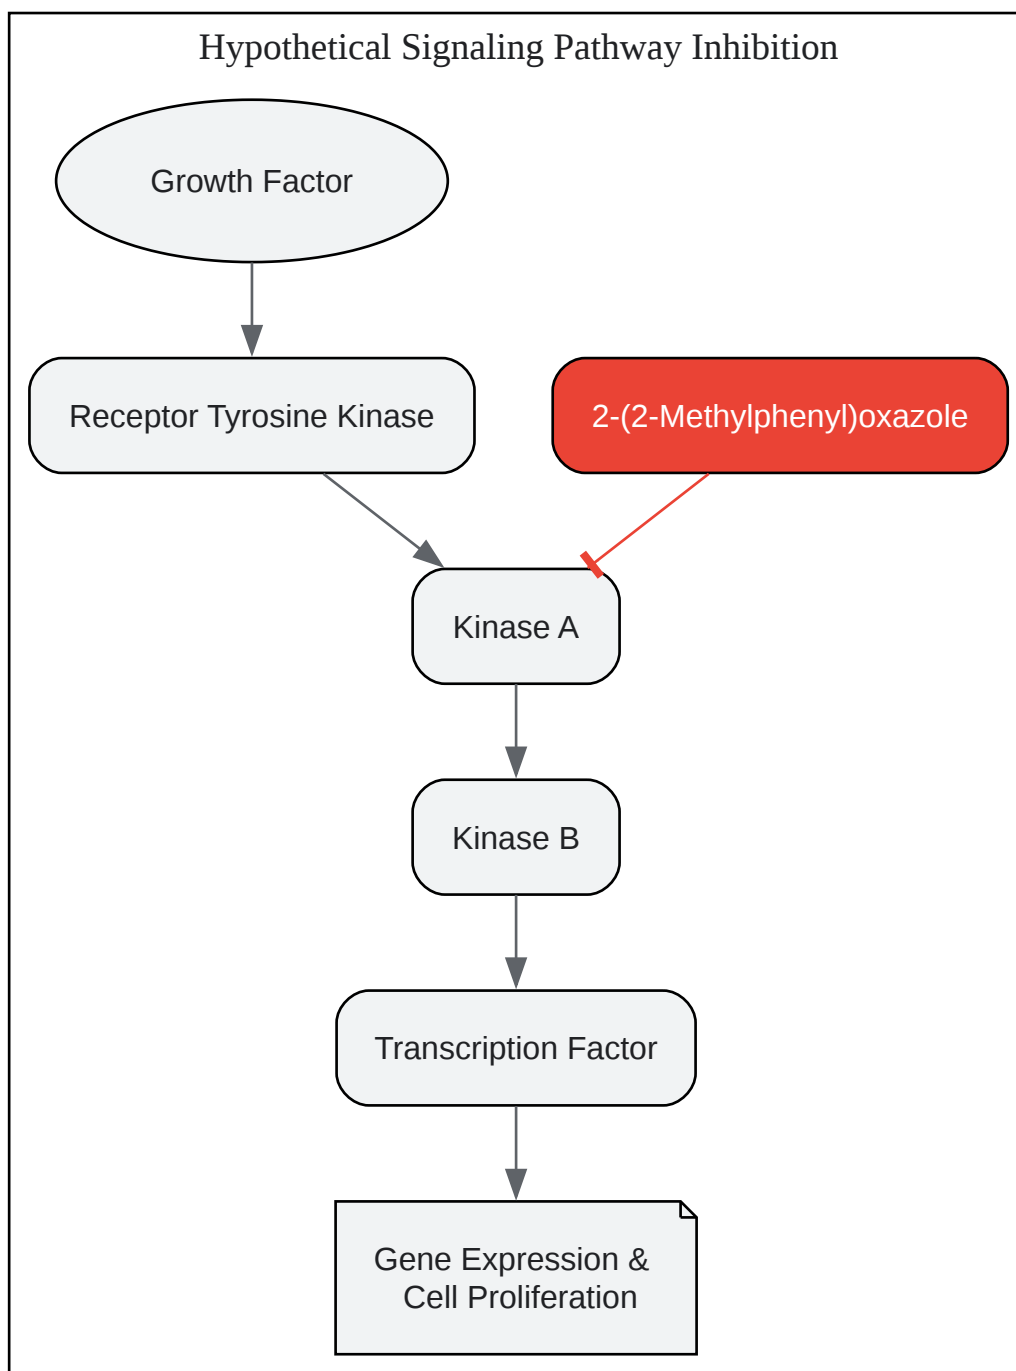 Hypothetical Signaling Pathway Inhibition
Growth Factor
Receptor Tyrosine Kinase
2-(2-Methylphenyl)oxazole
Kinase A
Kinase B
Transcription Factor
Gene Expression &
Cell Proliferation